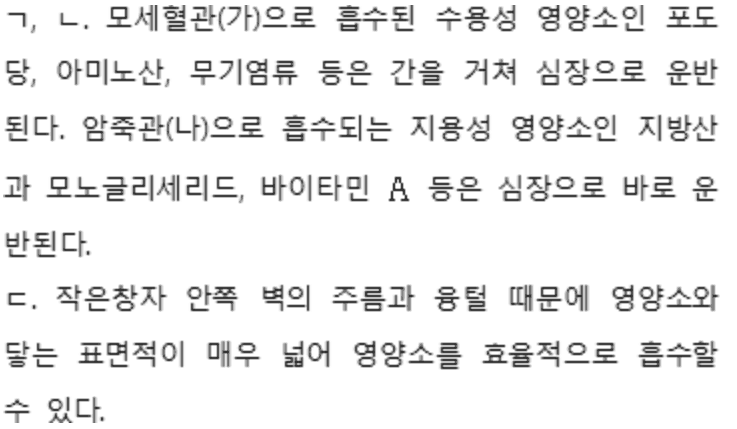 ㄱ, ㄴ. 모세혈관(가)으로 흡수된 수용성 영양소인 포도
당, 아미노산, 무기염류 등은 간을 거쳐 심장으로 운반
된다. 암죽관(나)으로 흡수되는 지용성 영양소인 지방산
과 모노글리세리드, 바이타민 A 등은 심장으로 바로 운
반된다.
ㄷ. 작은창자 안쪽 벽의 주름과 융털 때문에 영양소와
닿는 표면적이 매우 넓어 영양소를 효율적으로 흡수할
수 있다.